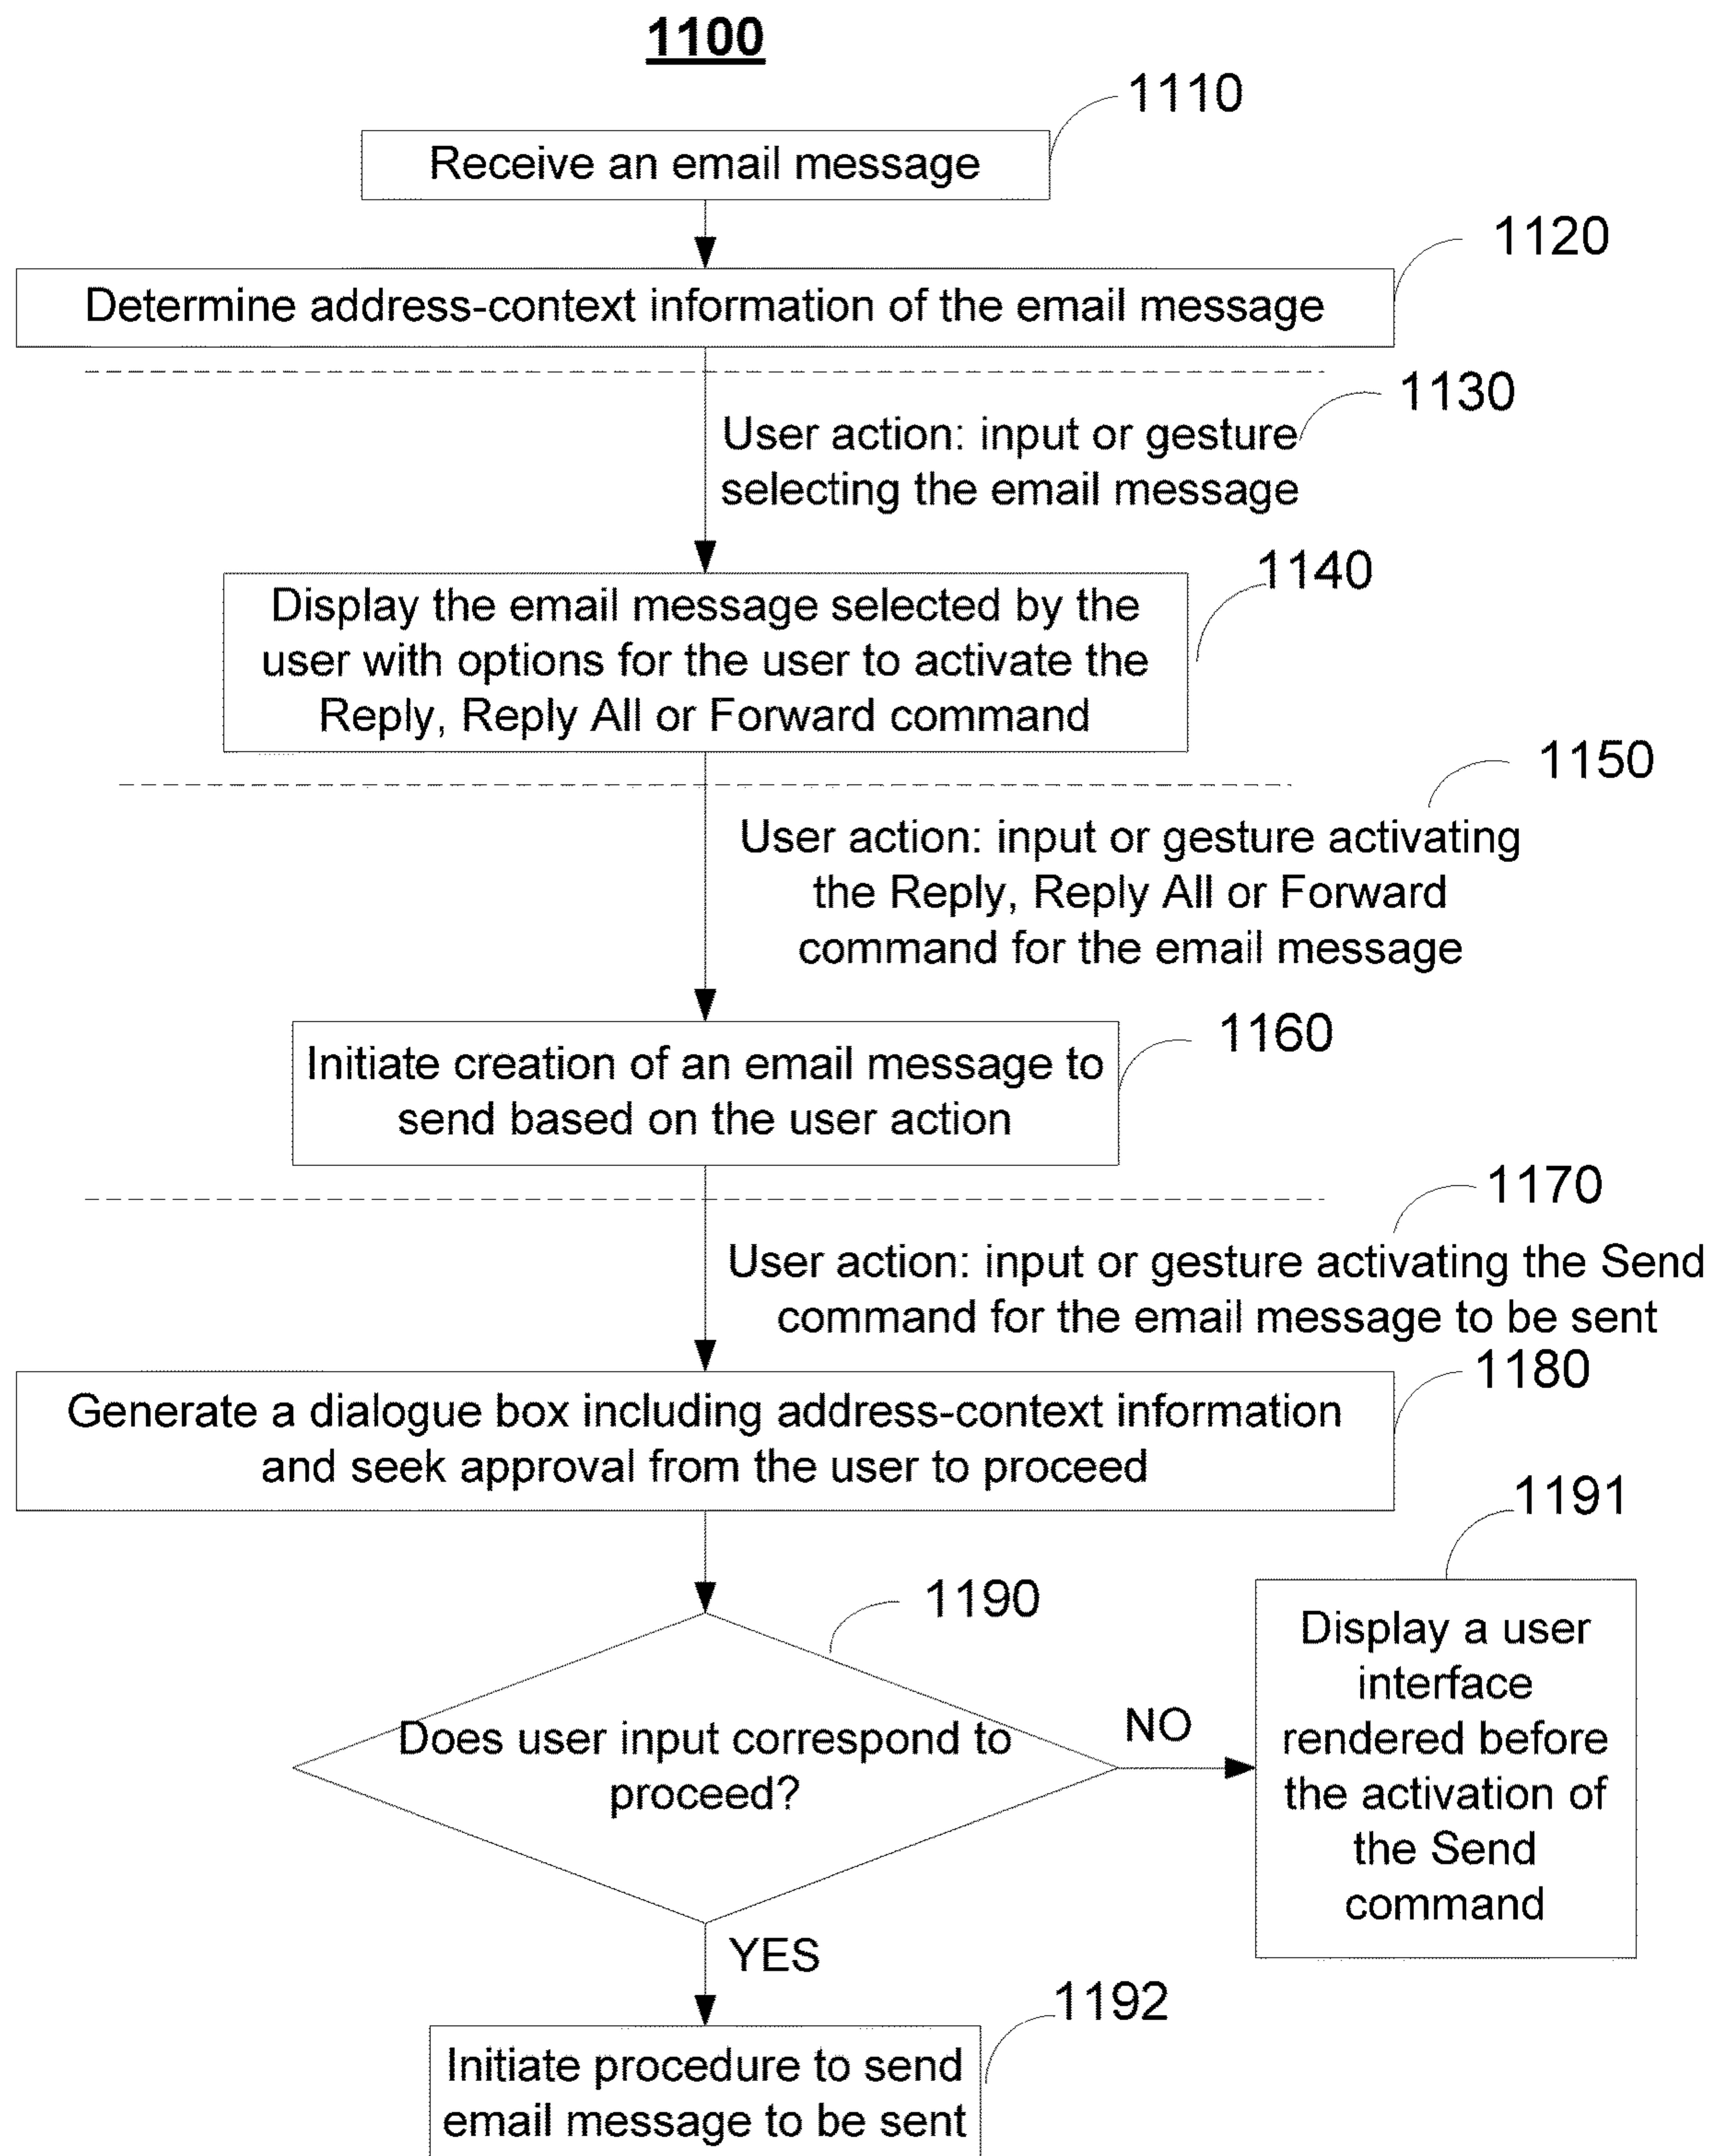 1100
1110
Receive an email message
1120
Determine address-context information of the email message
1130
User action: input or gesture
selecting the email message
1140
Display the email message selected by the
user with options for the user to activate the
Reply, Reply All or Forward command
1150
User action: input or gesture activating
the Reply, Reply All or Forward
command for the email message
1160
Initiate creation of an email message to
send based on the user action
1170
User action: input or gesture activating the Send
command for the email message to be sent
1180
Generate a dialogue box including address-context information
and seek approval from the user to proceed
1190
Does user input correspond to
proceed?
NO
1191
Display a user
interface
rendered before
the activation of
the Send
command
YES
1192
Initiate procedure to send
email message to be sent